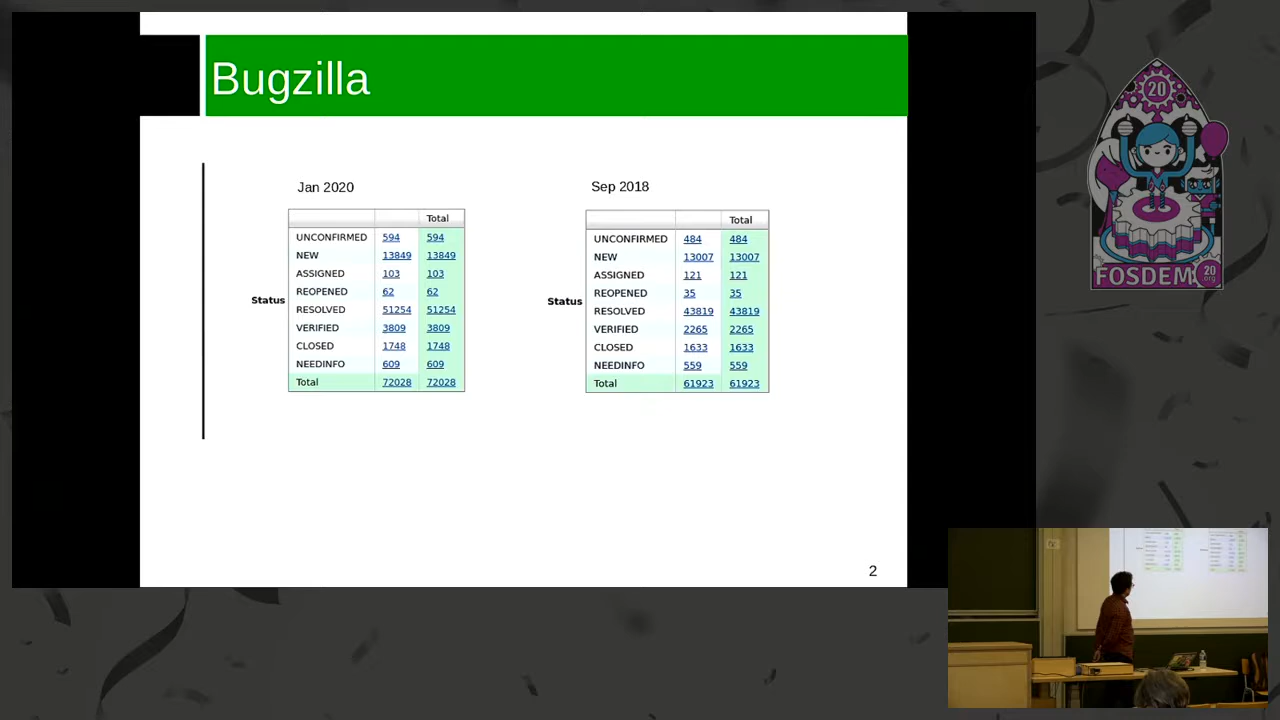 Bugzilla
Jan 2020
Total
UNCONFIRMED 594 594
NEW 13849 13849
ASSIGNED 103 103
REOPENED 62 62
Status
RESOLVED 51254 51254
VERIFIED 3809 3809
CLOSED 1748 1748
NEEDINFO 609 609
Total 72028 72028
Sep 2018
Total
UNCONFIRMED 484 484
NEW 13007 13007
ASSIGNED 121 121
REOPENED 35 35
Status
RESOLVED 43819 43819
VERIFIED 2265 2265
CLOSED 1633 1633
NEEDINFO 559 559
Total 61923 61923
2
20
FOSDEM
20
.org